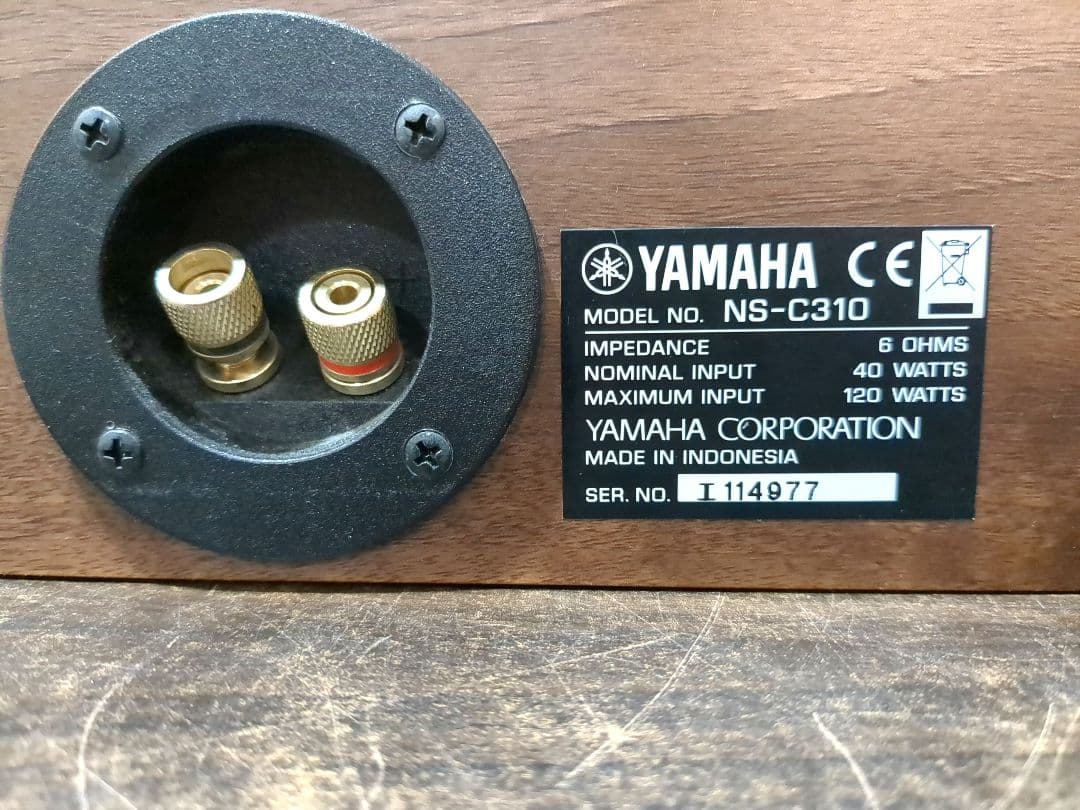 YAMAHA CE
MODEL NO. NS-C310
IMPEDANCE 6 OHMS
NOMINAL INPUT 40 WATTS
MAXIMUM INPUT 120 WATTS
YAMAHA CORPORATION
MADE IN INDONESIA
SER. NO. I 114977